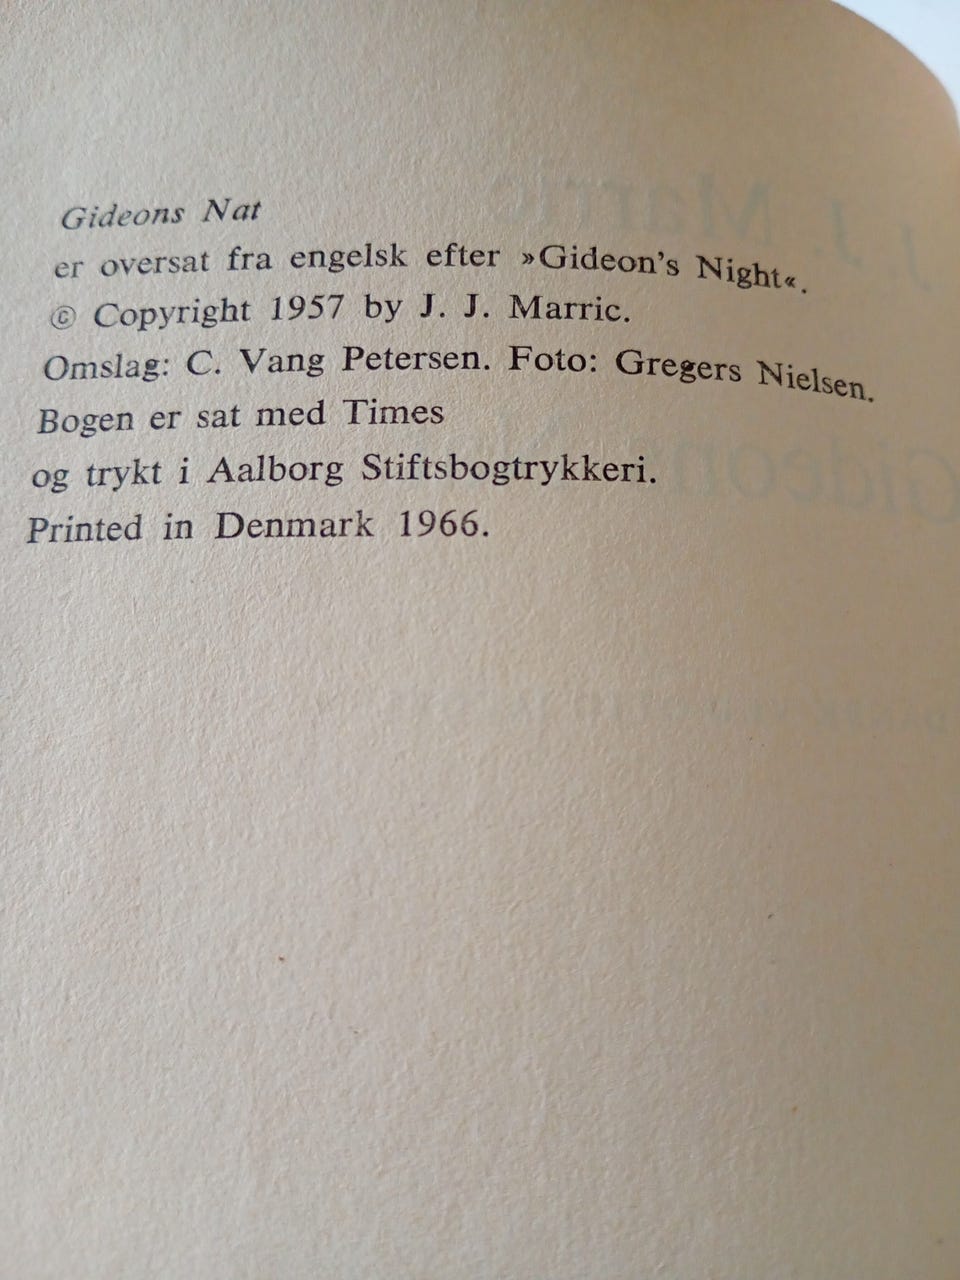 Gideons Nat
er oversat fra engelsk efter »Gideon's Night«.
© Copyright 1957 by J. J. Marric.
Omslag: C. Vang Petersen. Foto: Gregers Nielsen.
Bogen er sat med Times
og trykt i Aalborg Stiftsbogtrykkeri.
Printed in Denmark 1966.